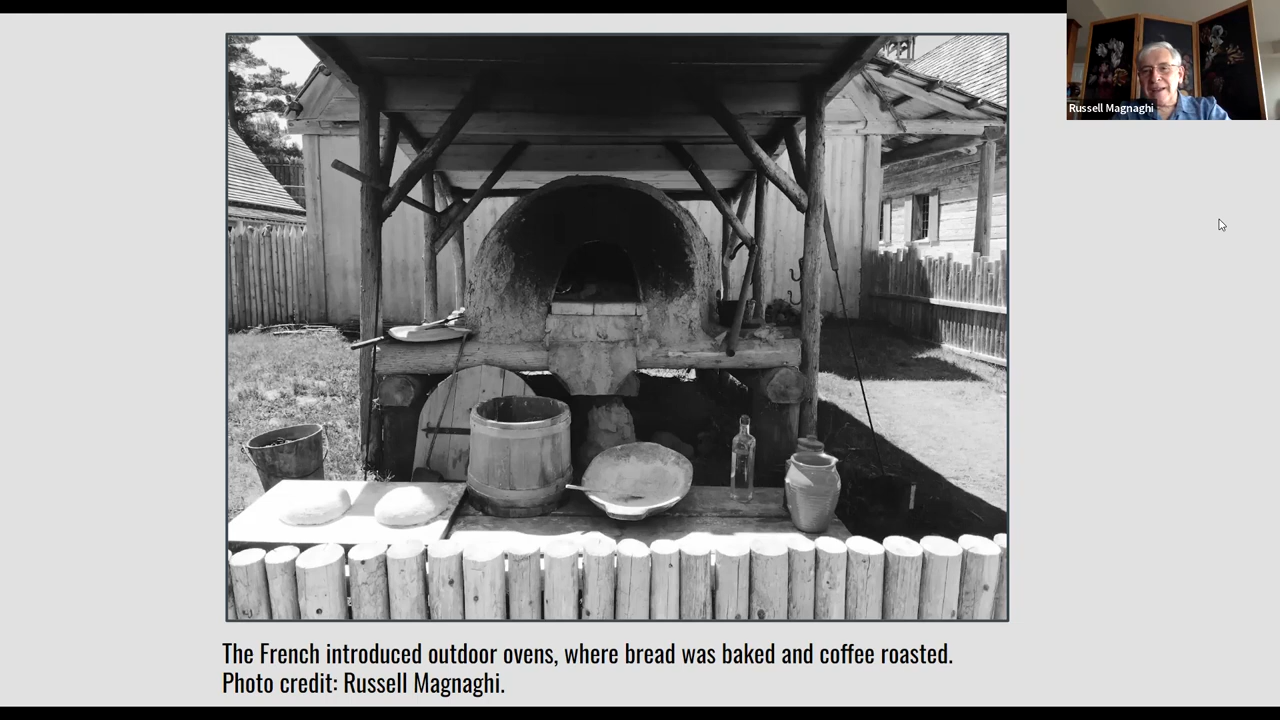 Russell Magnaghi
The French introduced outdoor ovens, where bread was baked and coffee roasted.
Photo credit: Russell Magnaghi.